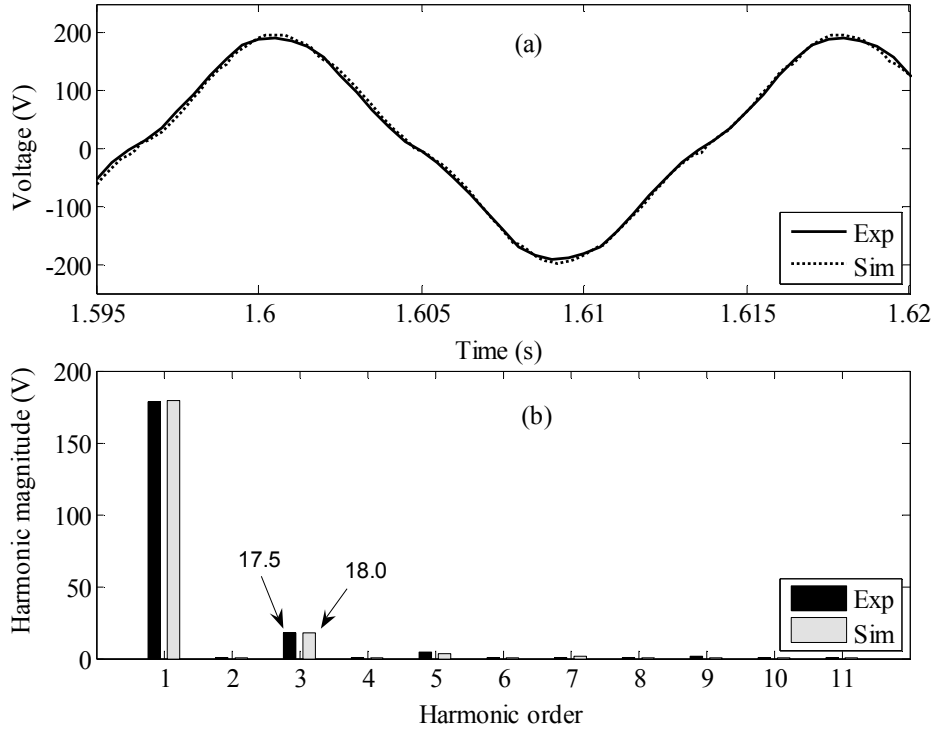 (a)
Voltage (V)
200
100
0
-100
-200
Exp
Sim
1.595 1.6 1.605 1.61 1.615 1.62
Time (s)
(b)
Harmonic magnitude (V)
200
150
100
50
0
17.5
18.0
Exp
Sim
1 2 3 4 5 6 7 8 9 10 11
Harmonic order